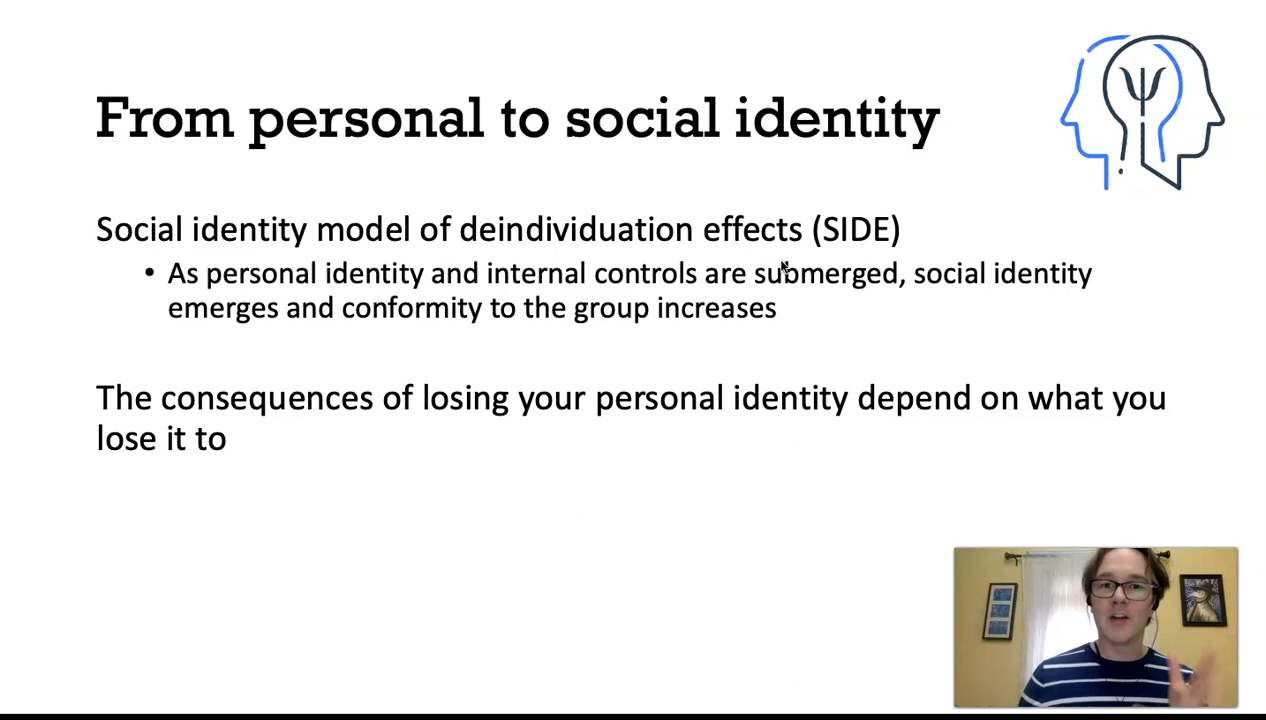 From personal to social identity
Social identity model of deindividuation effects (SIDE)
• As personal identity and internal controls are submerged, social identity
emerges and conformity to the group increases
The consequences of losing your personal identity depend on what you
lose it to